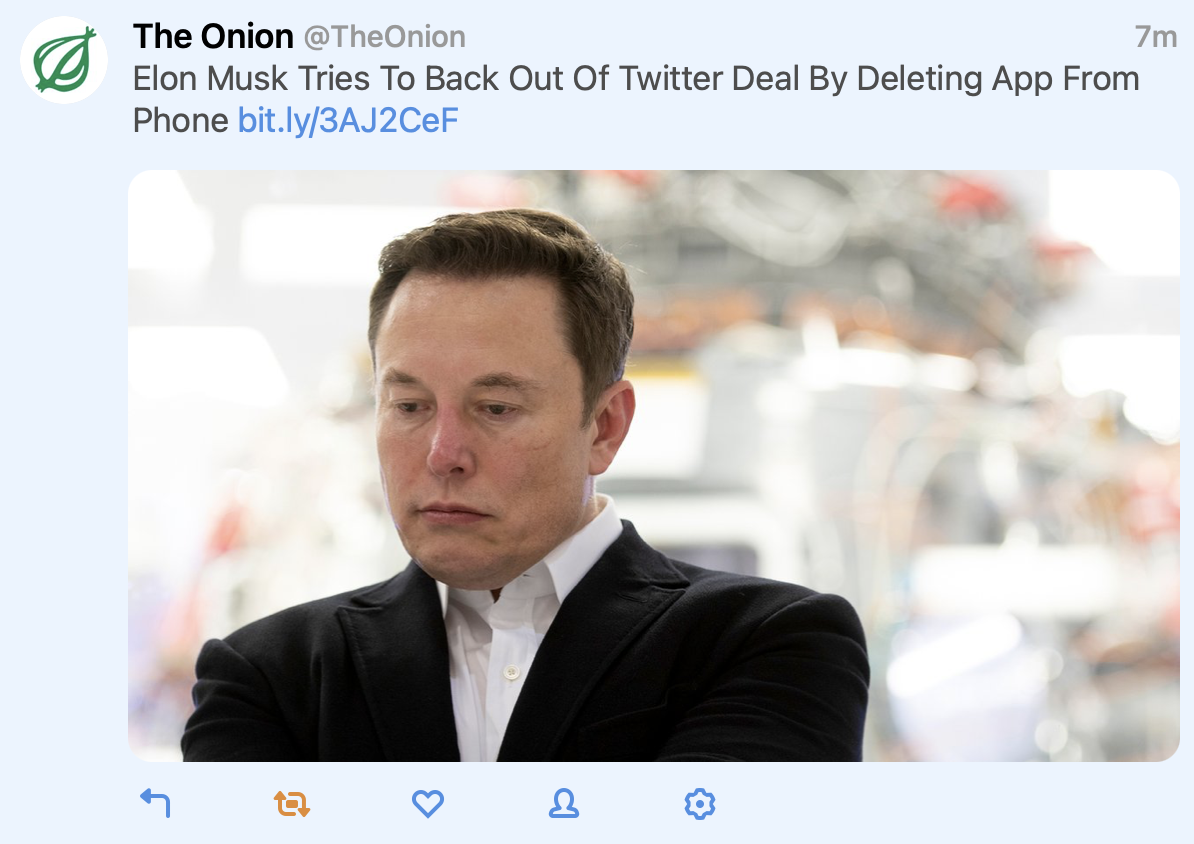 The Onion @TheOnion 7m
Elon Musk Tries To Back Out Of Twitter Deal By Deleting App From
Phone bit.ly/3AJ2CeF